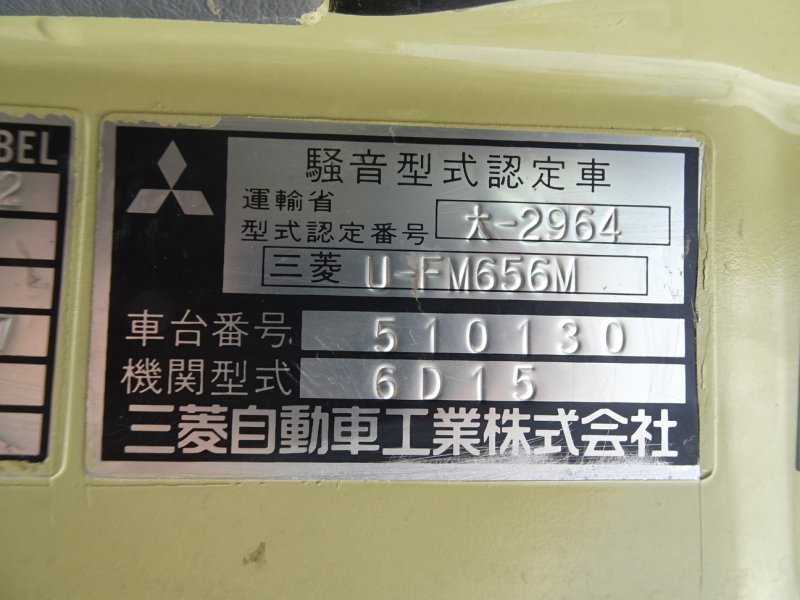 BEL
2
7
騒音型式認定車
運輸省
型式認定番号 大-2964
三菱 U-FM656M
車台番号 510130
機関型式 6D15
三菱自動車工業株式会社